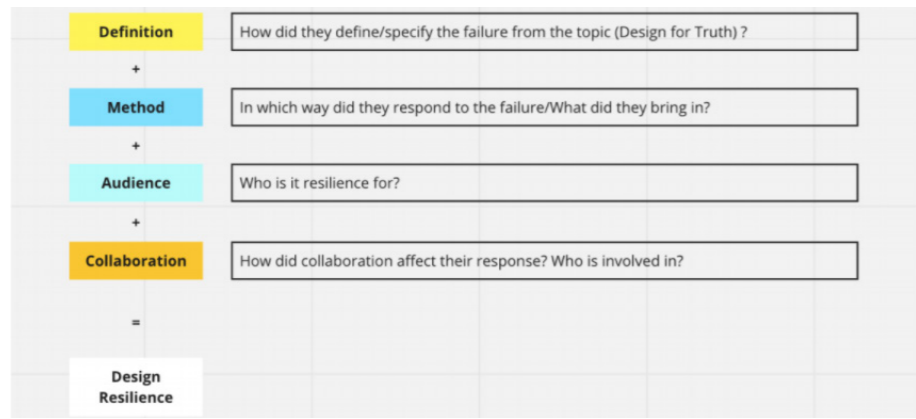 Definition How did they define/specify the failure from the topic (Design for Truth) ?
+
Method In which way did they respond to the failure/What did they bring in?
+
Audience Who is it resilience for?
+
Collaboration How did collaboration affect their response? Who is involved in?
=
Design
Resilience